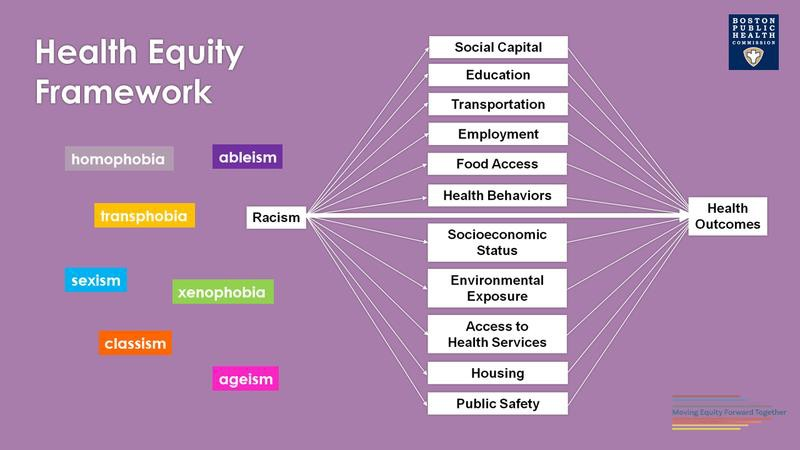 Health Equity
Framework
BOSTON
PUBLIC
HEALTH
COMMISSION
homophobia
ableism
transphobia
Racism
sexism
xenophobia
classism
ageism
Social Capital
Education
Transportation
Employment
Food Access
Health Behaviors
Socioeconomic
Status
Environmental
Exposure
Access to
Health Services
Housing
Public Safety
Health
Outcomes
Moving Equity Forward Together